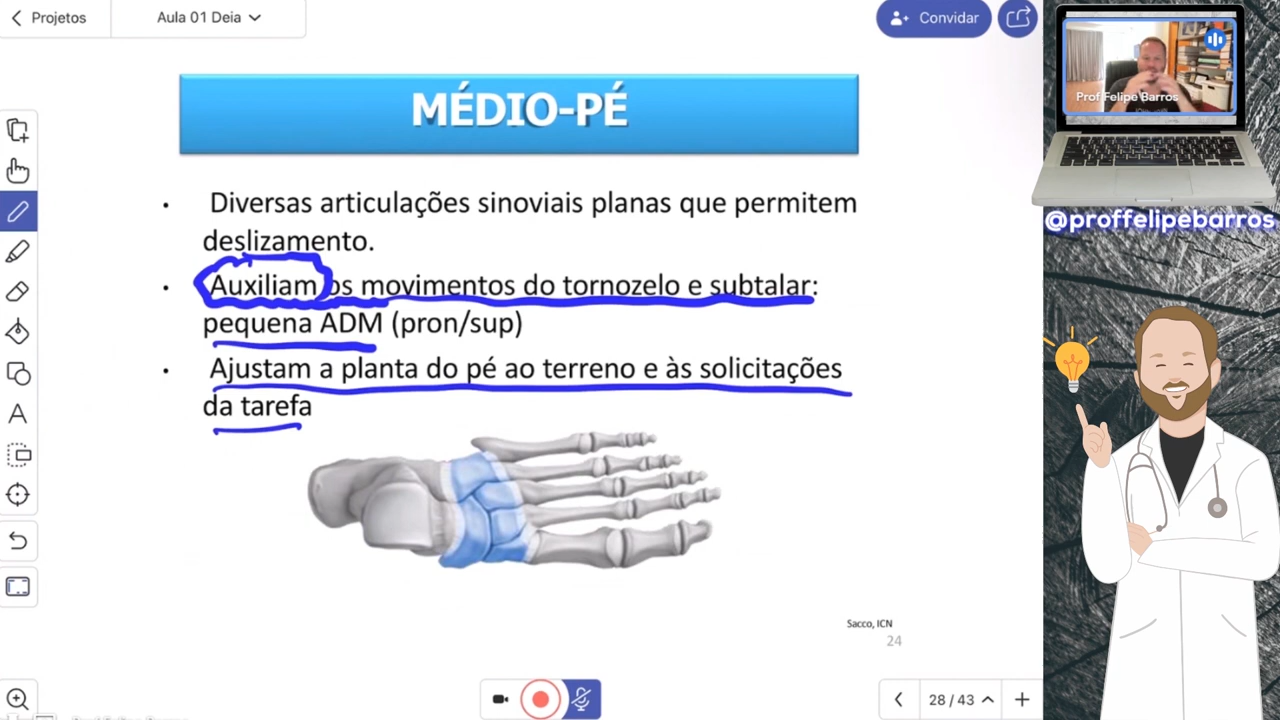 Projetos
Aula 01 Deia
Convidar
Prof Felipe Barros
@proffelipebarros
MÉDIO-PÉ
• Diversas articulações sinoviais planas que permitem
deslizamento.
• Auxiliam os movimentos do tornozelo e subtalar:
pequena ADM (pron/sup)
• Ajustam a planta do pé ao terreno e às solicitações
da tarefa
Sacco, ICN
24
28 / 43